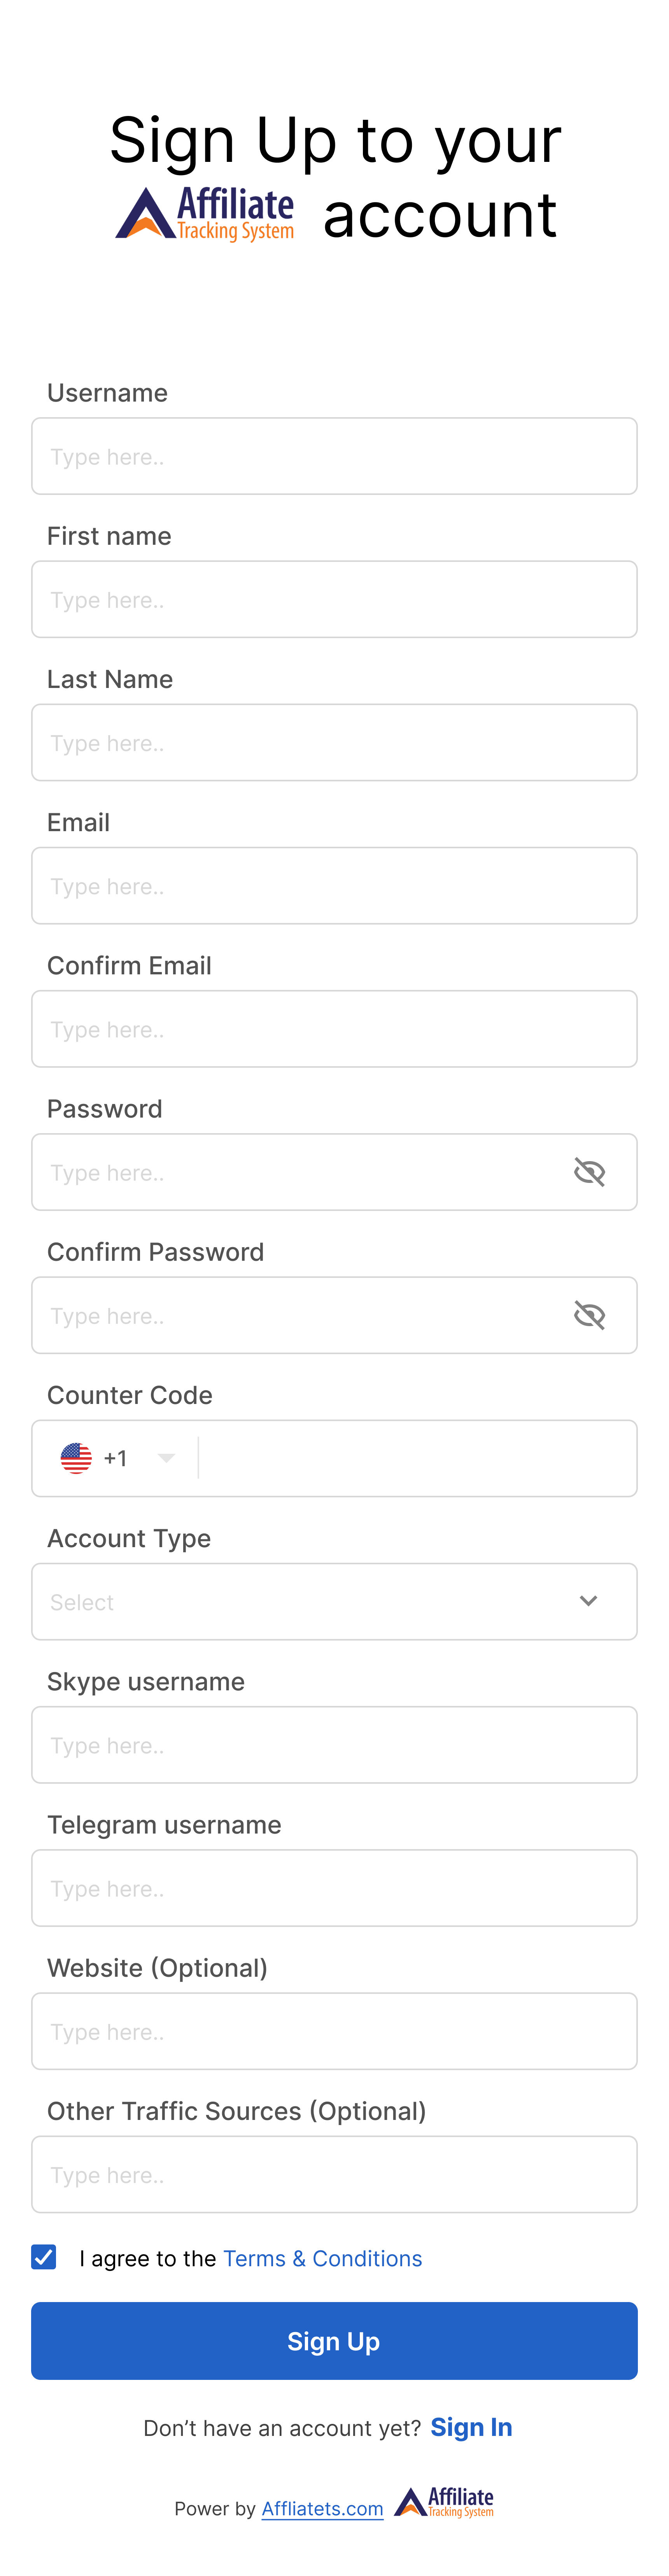 Sign Up to your
Affiliate Tracking System account
Username
Type here..
First name
Type here..
Last Name
Type here..
Email
Type here..
Confirm Email
Type here..
Password
Type here..
Confirm Password
Type here..
Counter Code
+1
Account Type
Select
Skype username
Type here..
Telegram username
Type here..
Website (Optional)
Type here..
Other Traffic Sources (Optional)
Type here..
I agree to the Terms & Conditions
Sign Up
Don’t have an account yet? Sign In
Power by Affliatets.com Affiliate Tracking System